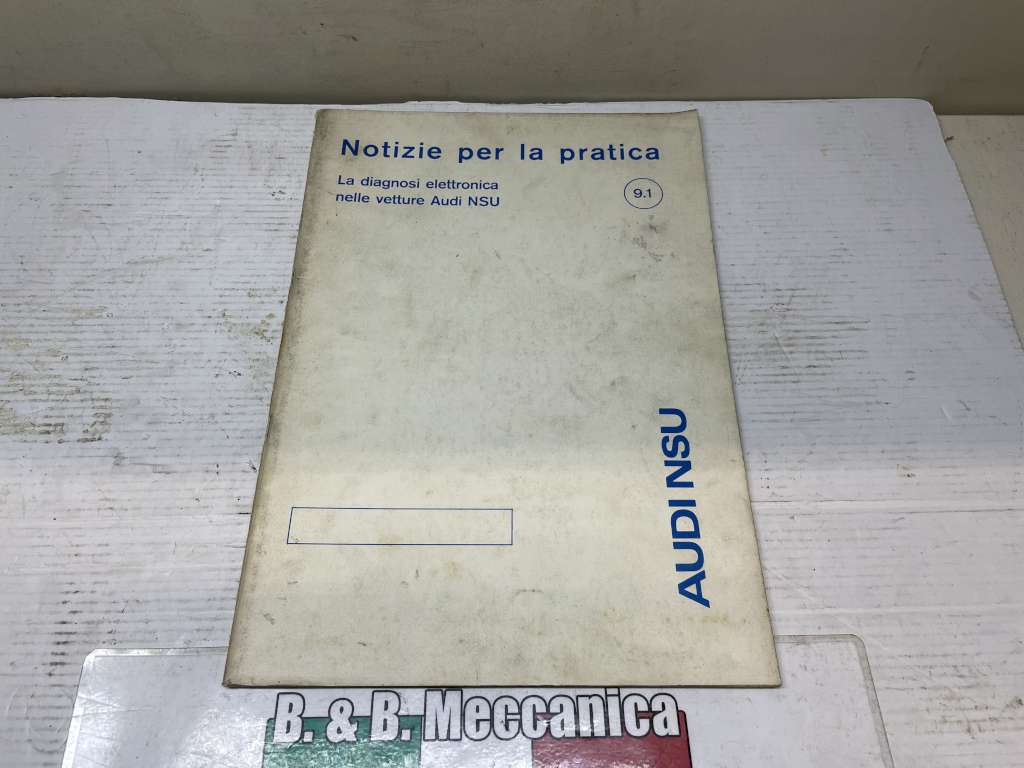 Notizie per la pratica
La diagnosi elettronica
nelle vetture Audi NSU
9.1
AUDI NSU
B. & B. Meccanica